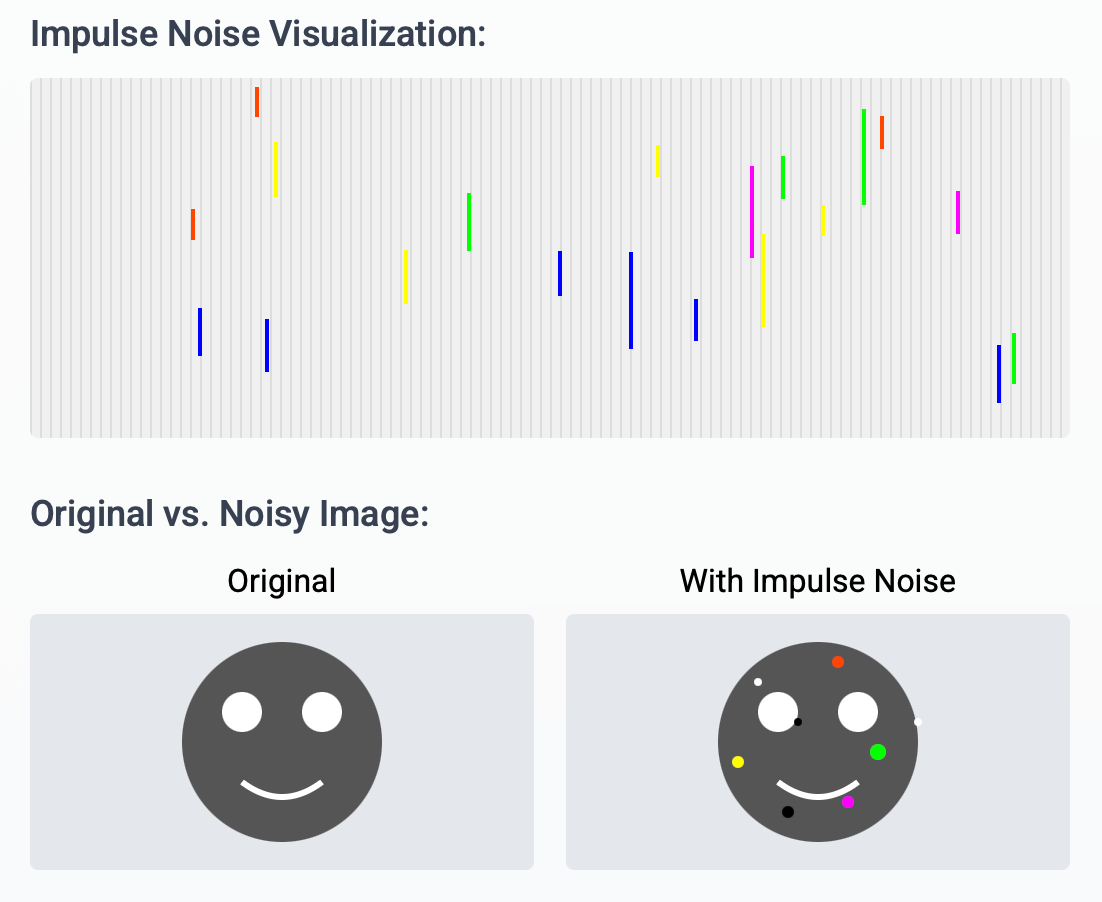 Impulse Noise Visualization:
Original vs. Noisy Image:
Original
With Impulse Noise